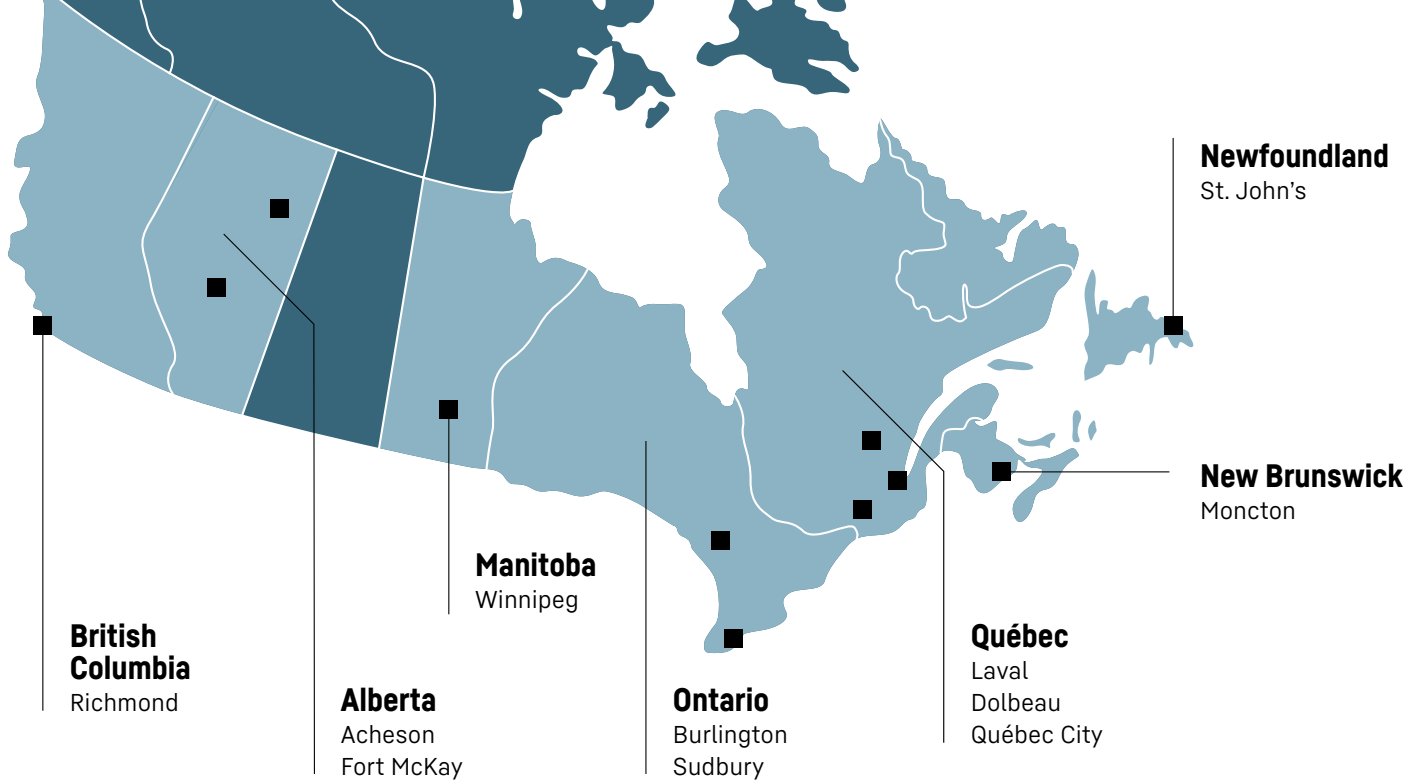 Newfoundland
St. John's
New Brunswick
Moncton
Manitoba
Winnipeg
British
Columbia
Richmond
Alberta
Acheson
Fort McKay
Ontario
Burlington
Sudbury
Québec
Laval
Dolbeau
Québec City